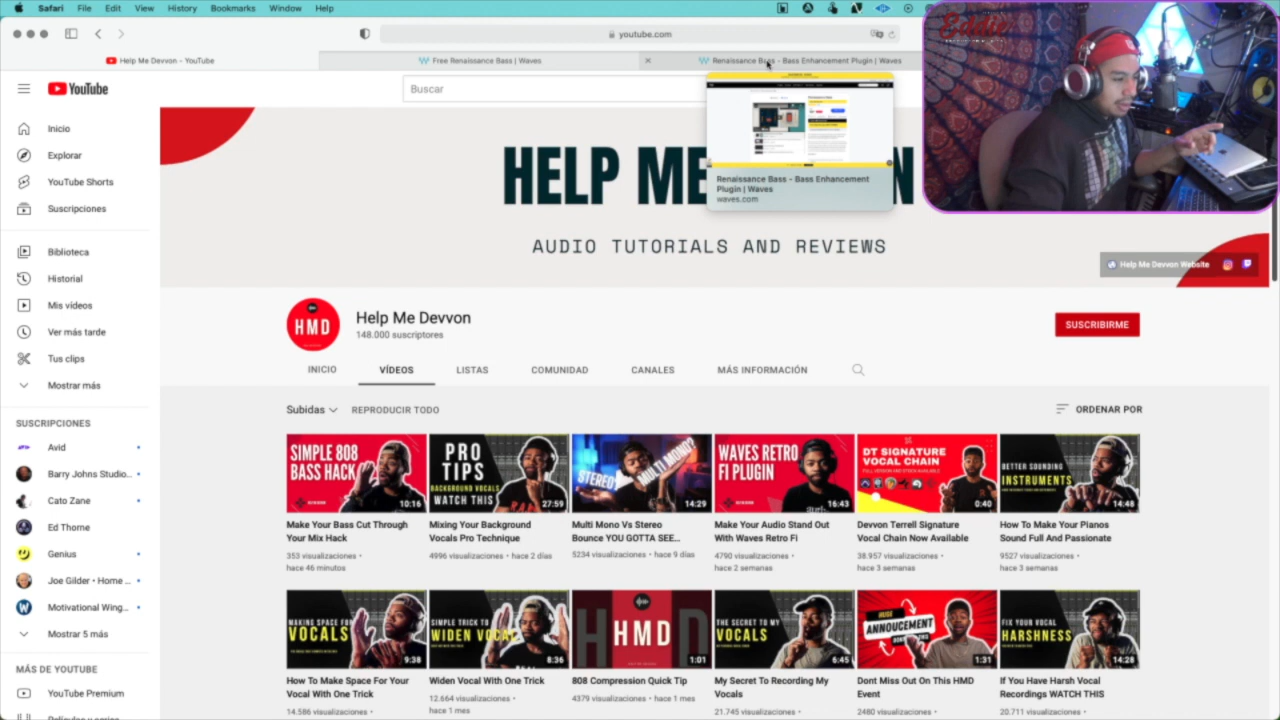 Safari File Edit View History Bookmarks Window Help
youtube.com
Help Me Devvon - YouTube
Free Renaissance Bass | Waves
Renaissance Bass - Bass Enhancement Plugin | Waves
YouTube
Buscar
Renaissance Bass - Bass Enhancement
Plugin | Waves
waves.com
Eddie
HELP ME N
AUDIO TUTORIALS AND REVIEWS
Help Me Devvon Website
Inicio
Explorar
YouTube Shorts
Suscripciones
Biblioteca
Historial
Mis vídeos
Ver más tarde
Tus clips
Mostrar más
SUSCRIPCIONES
Avid
Barry Johns Studio...
Cato Zane
Ed Thorne
Genius
Joe Gilder • Home ...
Motivational Wing...
Mostrar 5 más
MÁS DE YOUTUBE
YouTube Premium
HMD
Help Me Devvon
148.000 suscriptores
SUSCRIBIRME
INICIO VÍDEOS LISTAS COMUNIDAD CANALES MÁS INFORMACIÓN
Subidas REPRODUCIR TODO
ORDENAR POR
SIMPLE 808
BASS HACK
10:16
Make Your Bass Cut Through
Your Mix Hack
353 visualizaciones •
hace 46 minutos
PRO
TIPS
BACKGROUND VOCALS
WATCH THIS
27:59
Mixing Your Background
Vocals Pro Technique
4996 visualizaciones • hace 2 días
STEREO
MULTI MONO?
14:29
Multi Mono Vs Stereo
Bounce YOU GOTTA SEE...
5234 visualizaciones • hace 9 días
WAVES RETRO
FI PLUGIN
16:43
Make Your Audio Stand Out
With Waves Retro Fi
4790 visualizaciones •
hace 2 semanas
DT SIGNATURE
VOCAL CHAIN
FULL VERSION AND STOCK AVAILABLE
0:40
Devvon Terrell Signature
Vocal Chain Now Available
38.957 visualizaciones •
hace 3 semanas
BETTER SOUNDING
INSTRUMENTS
14:48
How To Make Your Pianos
Sound Full And Passionate
9527 visualizaciones •
hace 3 semanas
MAKING SPACE FOR
VOCALS
9:38
How To Make Space For Your
Vocal With One Trick
14.586 visualizaciones •
SIMPLE TRICK TO
WIDEN VOCALS
8:36
Widen Vocal With One Trick
12.664 visualizaciones •
hace 1 mes
HMD
1:01
808 Compression Quick Tip
4379 visualizaciones • hace 1 mes
THE SECRET TO MY
VOCALS
6:45
My Secret To Recording My
Vocals
21.745 visualizaciones •
HUGE
ANNOUCEMENT
1:31
Dont Miss Out On This HMD
Event
2480 visualizaciones •
FIX YOUR VOCAL
HARSHNESS
14:28
If You Have Harsh Vocal
Recordings WATCH THIS
20.711 visualizaciones •